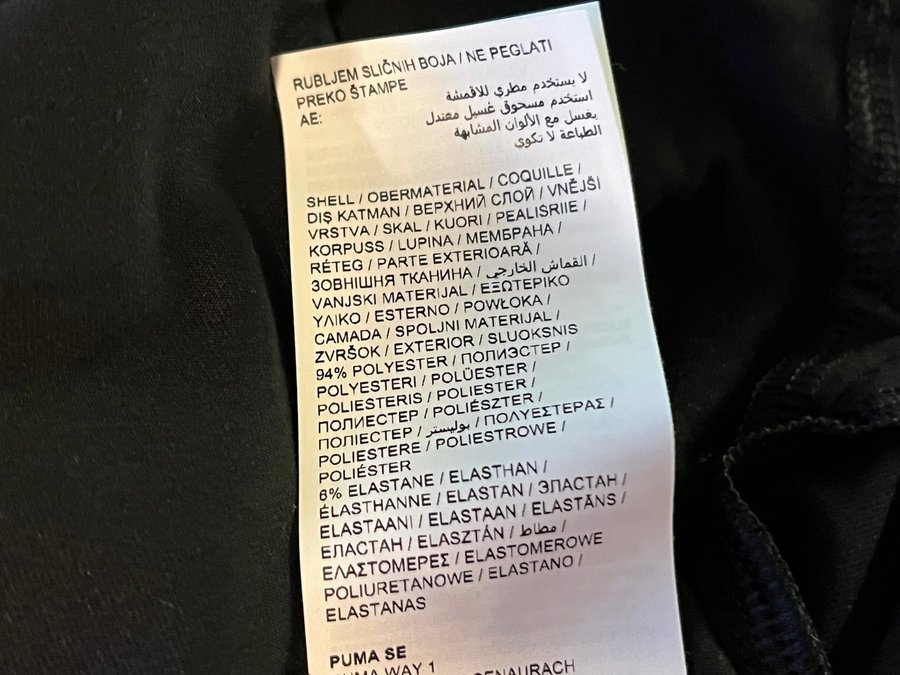 RUBLJEM SLIČNIH BOJA / NE PEGLATI
PREKO ŠTAMPE
AE:
لا يستخدم مطري للاقمشة
استخدم مسحوق غسيل معتدل
يغسل مع الألوان المشابهة
الطباعة لا تكوي
SHELL / OBERMATERIAL / COQUILLE /
DIŞ KATMAN / ВЕРХНИЙ СЛОЙ / VNĚJŠÍ
VRSTVA / SKAL / KUORI / PEALISRIIE /
KORPUSS / LUPINA / МЕМБРАНА /
RÉTEG / PARTE EXTERIOARĂ /
ЗОВНІШНЯ ТКАНИНА / القماش الخارجي /
VANJSKI MATERIJAL / ΕΞΩΤΕΡΙΚΟ
ΥΛΙΚΟ / ESTERNO / POWŁOKA /
CAMADA / SPOLJNI MATERIJAL /
ZVRŠOK / EXTERIOR / SLUOKSNIS
94% POLYESTER / ПОЛИЭСТЕР /
POLYESTERI / POLÜESTER /
POLIESTERIS / POLIESTER /
ПОЛИЕСТЕР / POLIÉSZTER /
ПОЛІЕСТЕР / بوليستر / ΠΟΛΥΕΣΤΕΡΑΣ /
POLIESTERE / POLIESTROWE /
POLIÉSTER
6% ELASTANE / ELASTHAN /
ÉLASTHANNE / ELASTAN / ЭЛАСТАН /
ELASTAANI / ELASTAAN / ELASTĀNS /
ЕЛАСТАН / ELASZTÁN / مطاط /
ΕΛΑΣΤΟΜΕΡΕΣ / ELASTOMEROWE
POLIURETANOWE / ELASTANO /
ELASTANAS
PUMA SE
PUMA WAY 1